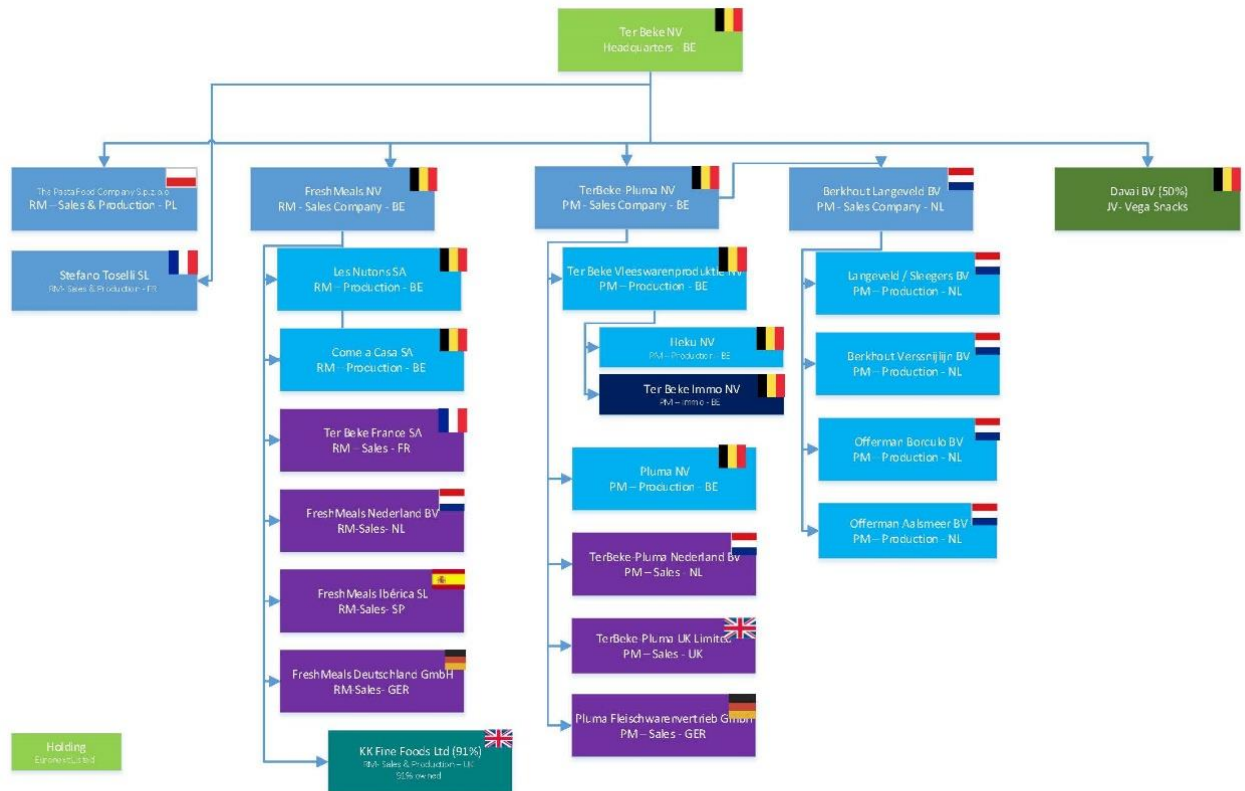 Ter Beke NV
Headquarters - BE
The Pasta Food Company S.p.z.o.o
RM – Sales & Production - PL
FreshMeals NV
RM - Sales Company - BE
TerBeke-Pluma NV
PM - Sales Company - BE
Berkhout Langeveld BV
PM - Sales Company - NL
Davai BV (50%)
JV- Vega Snacks
Stefano Toselli SL
RM- Sales & Production - FR
Les Nutons SA
RM – Production - BE
Come a Casa SA
RM – Production - BE
Ter Beke France SA
RM – Sales - FR
FreshMeals Nederland BV
RM-Sales- NL
FreshMeals Ibérica SL
RM-Sales- SP
FreshMeals Deutschland GmbH
RM-Sales- GER
KK Fine Foods Ltd (91%)
RM- Sales & Production – UK
91% owned
Ter Beke Vleeswarenproduktie NV
PM – Production - BE
Heku NV
PM – Production - BE
Ter Beke Immo NV
PM – Immo - BE
Pluma NV
PM – Production - BE
TerBeke-Pluma Nederland BV
PM – Sales - NL
TerBeke-Pluma UK Limited
PM – Sales - UK
Pluma Fleischwarenvertrieb GmbH
PM – Sales - GER
Langeveld / Sleegers BV
PM – Production - NL
Berkhout Verssnijlijn BV
PM – Production - NL
Offerman Borculo BV
PM – Production - NL
Offerman Aalsmeer BV
PM – Production - NL
Holding
Euronext Listed